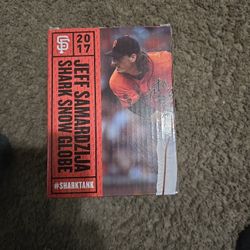 SF
2017
JEFF SAMARDZIJA
SHARK SNOW GLOBE
#SHARKTANK